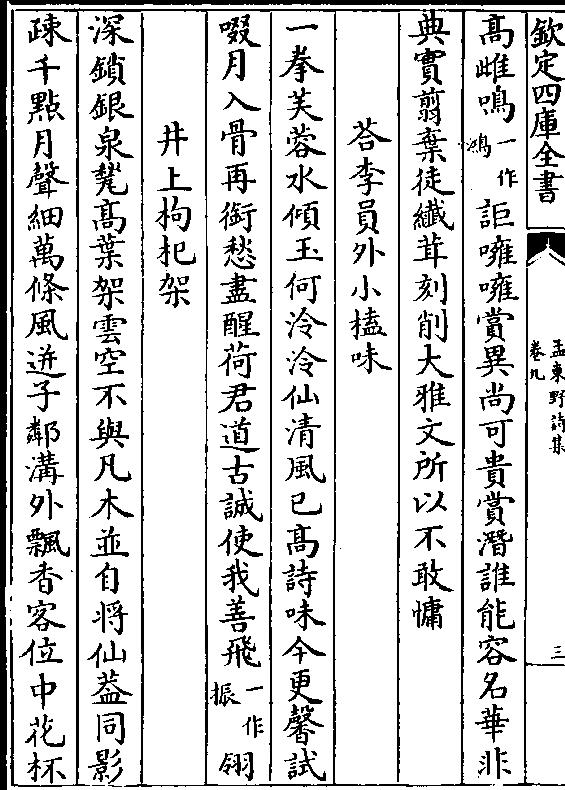 欽定四庫全書
孟東野詩集
卷九
三
髙雌鳴一作鴻詎噰噰賞異尚可貴賞潛誰能容名華非
典實翦棄徒纖茸刻削大雅文所以不敢慵
荅李員外小榼味
一拳芙蓉水傾玉何泠泠仙清風已髙詩味今更馨試
啜月入骨再銜愁盡醒荷君道古誠使我善飛一作振翎
井上枸杞架
深鎖銀泉甃髙葉架雲空不與凡木並自将仙葢同影
疎千點月聲細萬條風迸子鄰溝外飄香客位中花杯